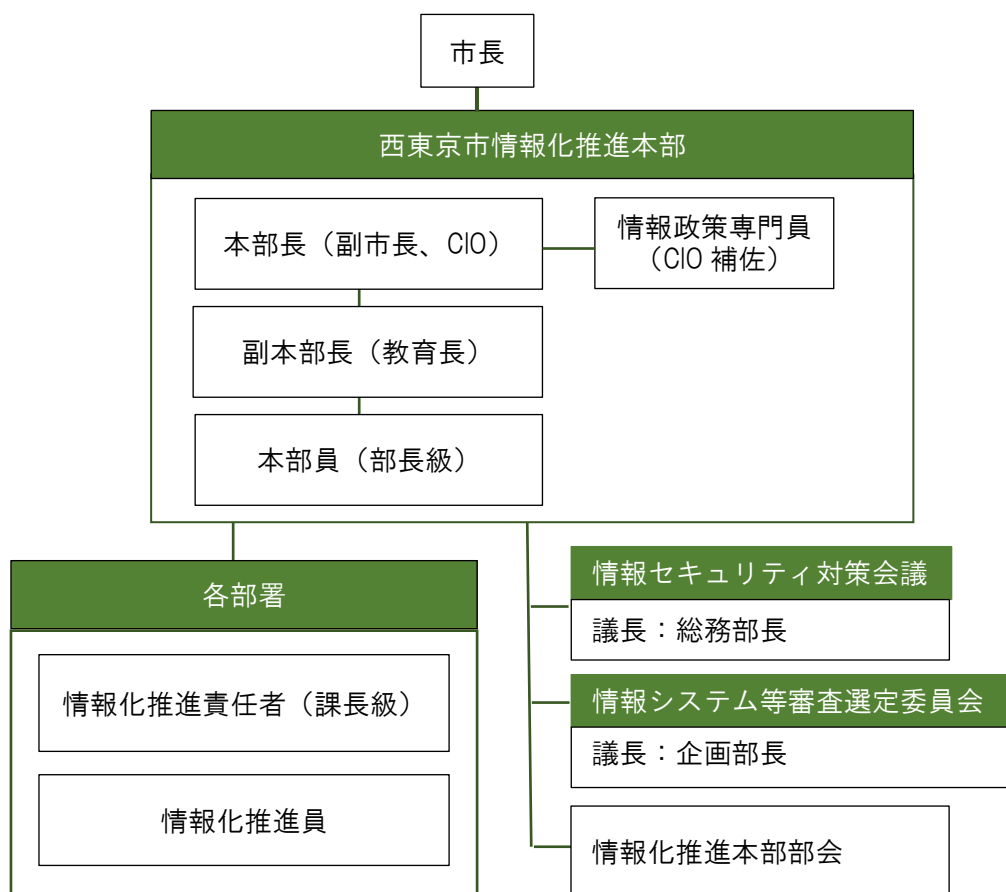 市長
西東京市情報化推進本部
本部長（副市長、CIO）
情報政策専門員
（CIO 補佐）
副本部長（教育長）
本部員（部長級）
各部署
情報化推進責任者（課長級）
情報化推進員
情報セキュリティ対策会議
議長：総務部長
情報システム等審査選定委員会
議長：企画部長
情報化推進本部部会